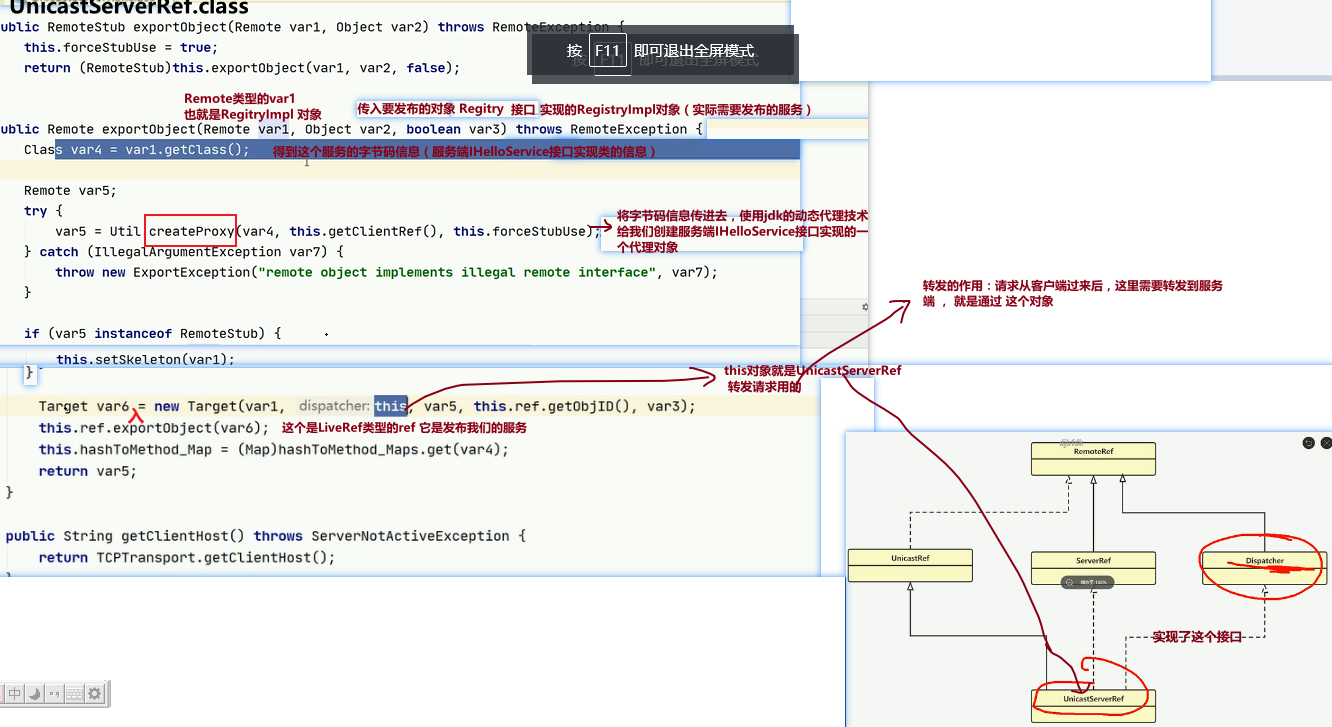 UnicastServerRef.class
ublic RemoteStub exportObject(Remote var1, Object var2) throws RemoteException {
this.forceStubUse = true;
return (RemoteStub)this.exportObject(var1, var2, false);
按 F11 即可退出全屏模式
Remote类型的var1
也就是RegitryImpl 对象
传入要发布的对象 Regitry 接口 实现的RegistryImpl对象（实际需要发布的服务）
ublic Remote exportObject(Remote var1, Object var2, boolean var3) throws RemoteException {
Class var4 = var1.getClass();
得到这个服务的字节码信息（服务端IHelloService接口实现类的信息）
Remote var5;
try {
var5 = Util createProxy(var4, this.getClientRef(), this.forceStubUse);
将字节码信息传进去，使用jdk的动态代理技术
给我们创建服务端IHelloService接口实现的一
个代理对象
} catch (IllegalArgumentException var7) {
throw new ExportException("remote object implements illegal remote interface", var7);
}
转发的作用：请求从客户端过来后，这里需要转发到服务
端 ，就是通过 这个对象
if (var5 instanceof RemoteStub) {
this.setSkeleton(var1);
}
this对象就是UnicastServerRef
转发请求用的
Target var6 = new Target(var1, dispatcher: this, var5, this.ref.getObjID(), var3);
this.ref.exportObject(var6);
这个是LiveRef类型的ref 它是发布我们的服务
this.hashToMethod_Map = (Map)hashToMethod_Maps.get(var4);
return var5;
}
public String getClientHost() throws ServerNotActiveException {
return TCPTransport.getClientHost();
RemoteRef
UnicastRef
ServerRef
Dispatcher
实现了这个接口
UnicastServerRef
中